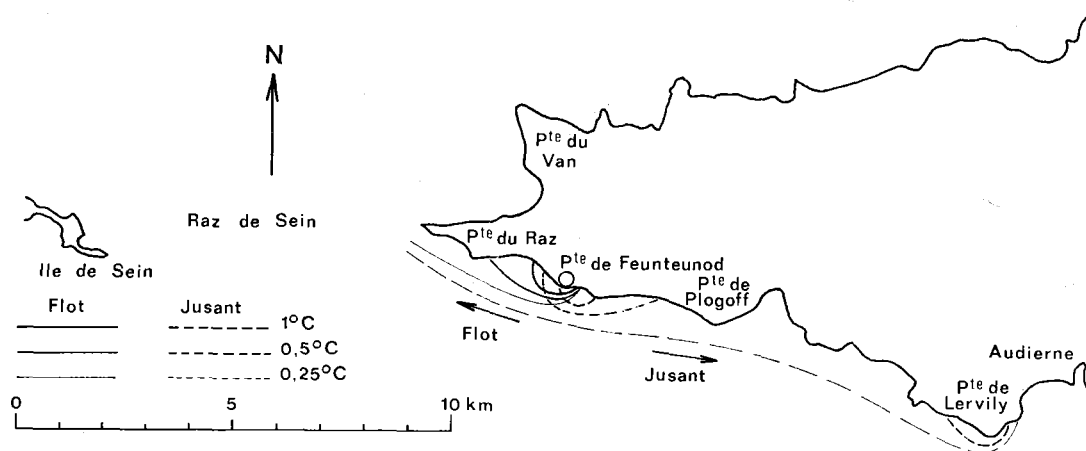 N
Pte du
Van
Raz de Sein
Pte du Raz
Ile de Sein
Pte de Feunteunod
Pte de
Plogoff
Flot
Jusant
1°C
0,5°C
0,25°C
Flot
Jusant
Audierne
Pte de
Lervily
0
5
10 km